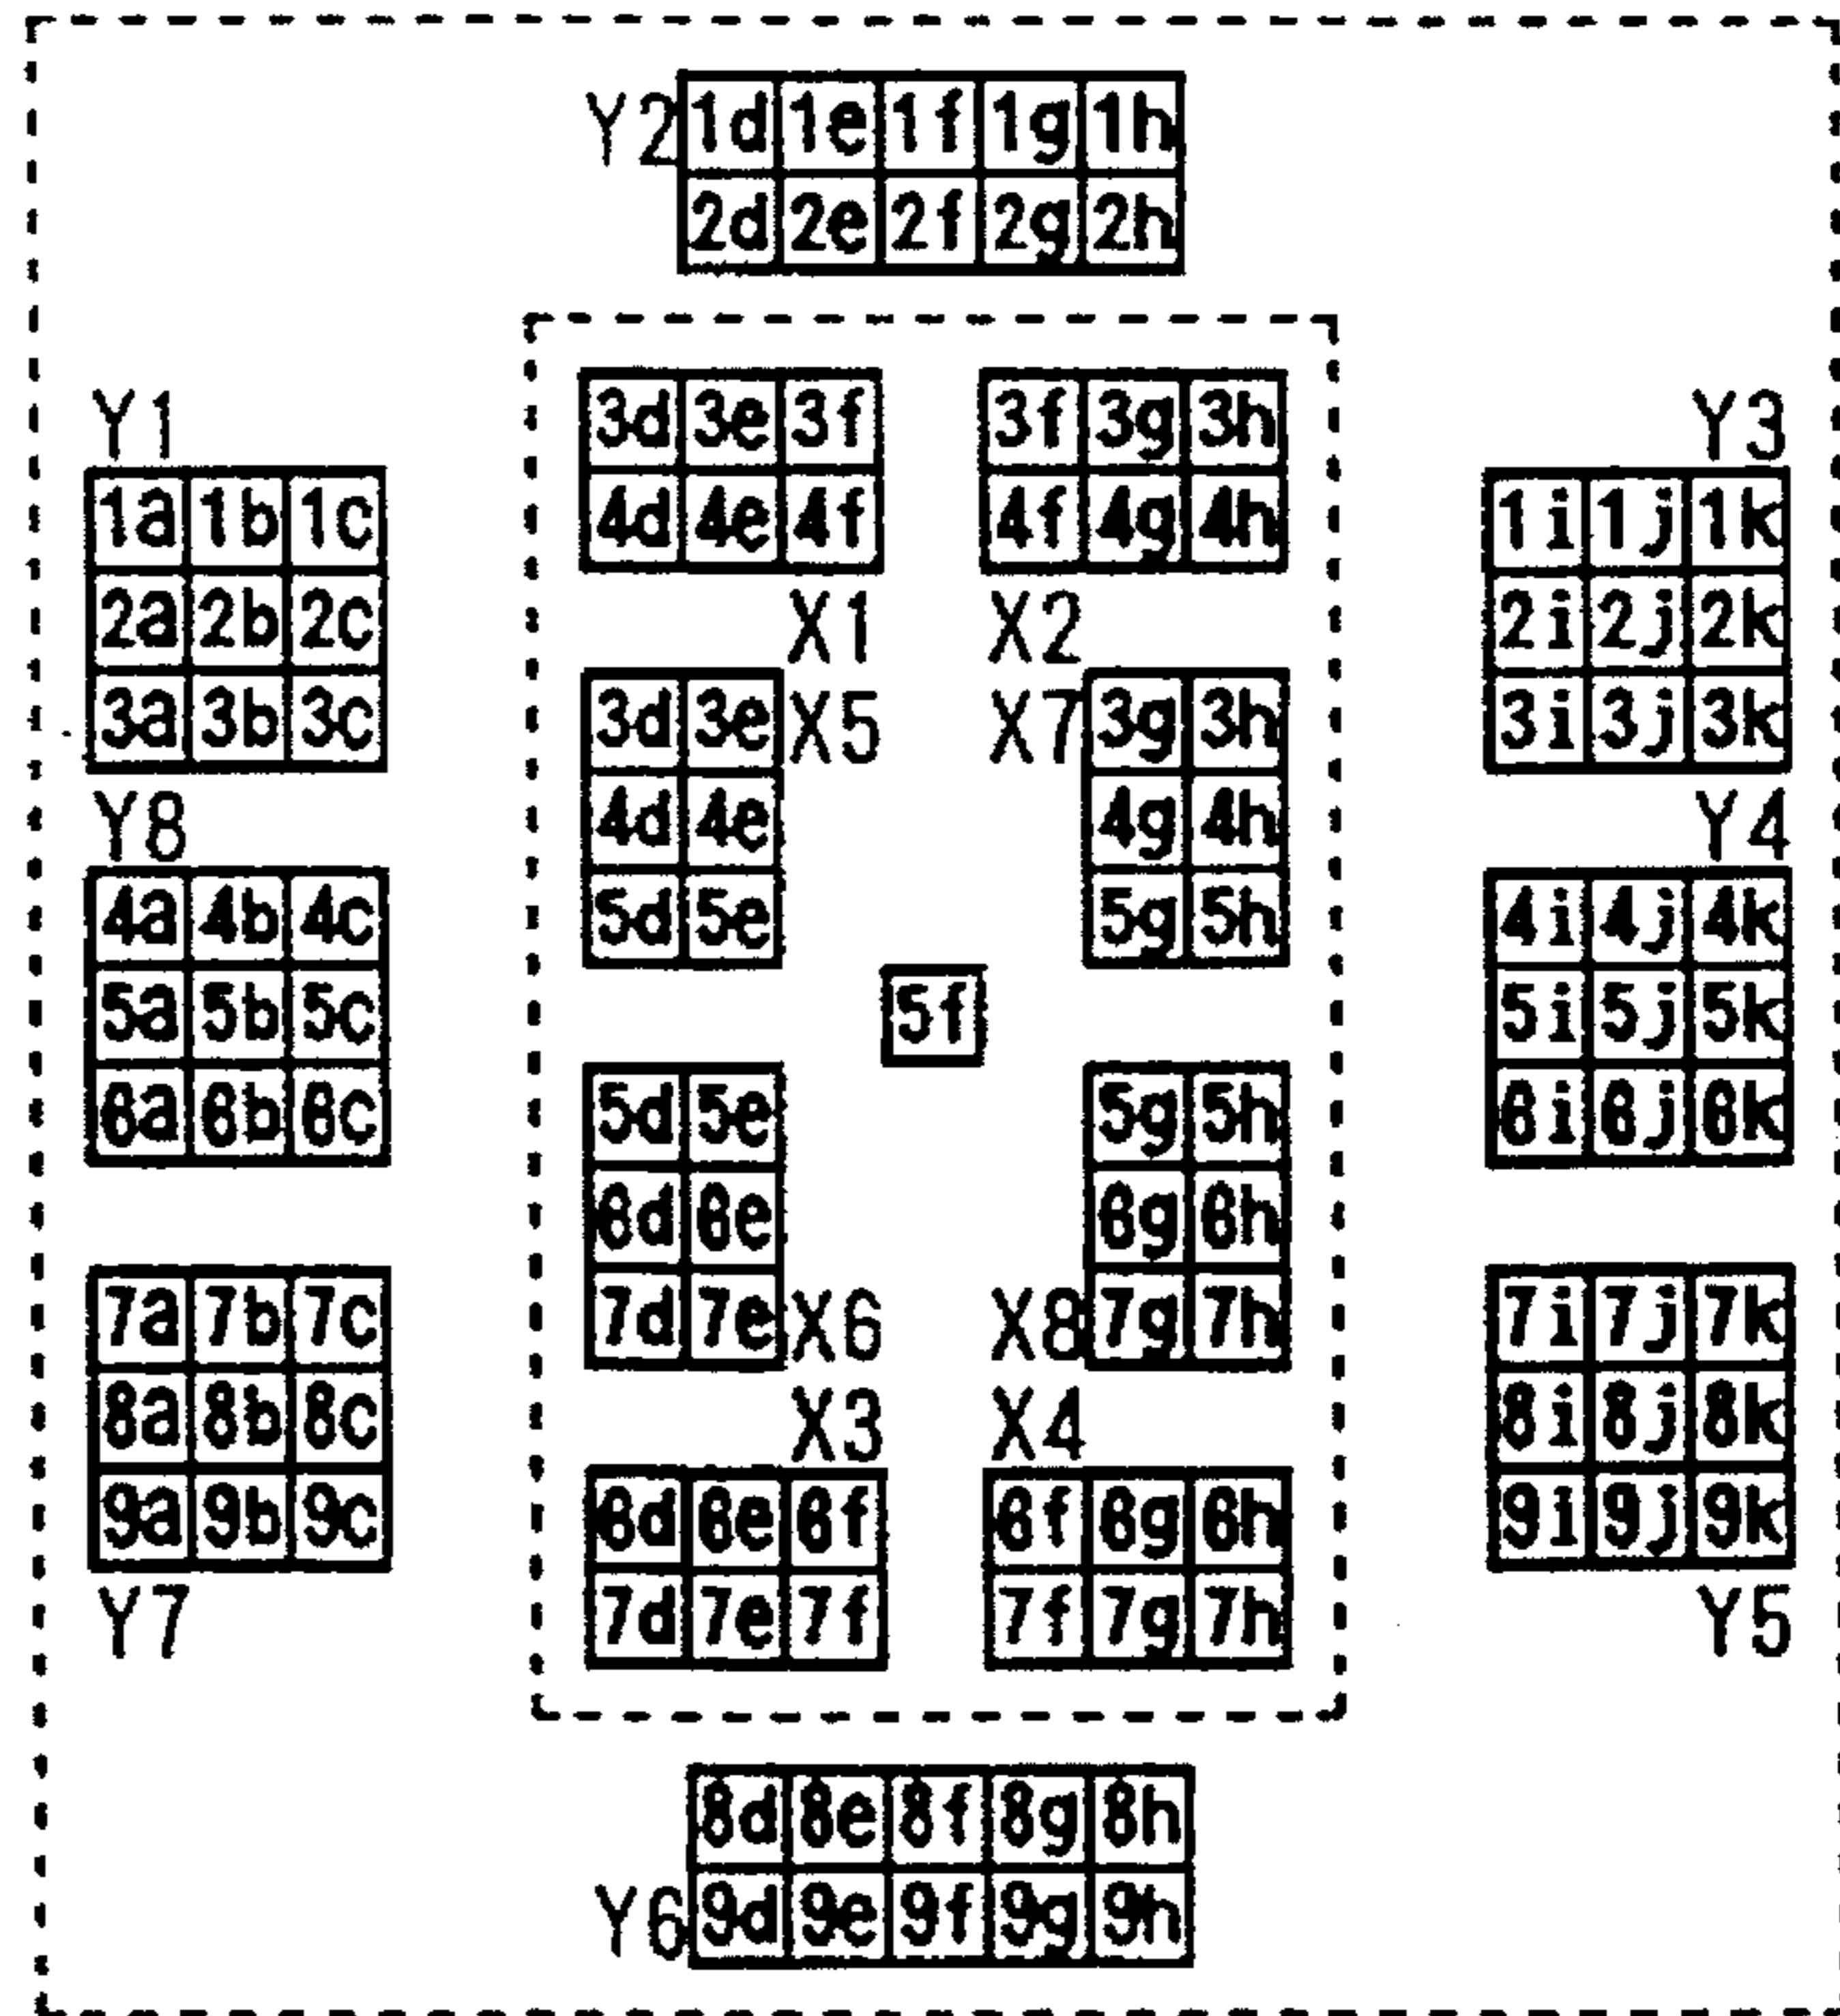 Y2 1d 1e 1f 1g 1h
2d 2e 2f 2g 2h
Y1
1a 1b 1c
2a 2b 2c
3a 3b 3c
Y8
4a 4b 4c
5a 5b 5c
6a 6b 6c
7a 7b 7c
8a 8b 8c
9a 9b 9c
Y7
3d 3e 3f
4d 4e 4f
X1
3f 3g 3h
4f 4g 4h
X2
3d 3e X5
4d 4e
5d 5e
X7 3g 3h
4g 4h
5g 5h
5f
5d 5e
6d 6e
7d 7e X6
5g 5h
6g 6h
X8 7g 7h
X3
6d 6e 6f
7d 7e 7f
X4
6f 6g 6h
7f 7g 7h
Y3
1i 1j 1k
2i 2j 2k
3i 3j 3k
Y4
4i 4j 4k
5i 5j 5k
6i 6j 6k
7i 7j 7k
8i 8j 8k
9i 9j 9k
Y5
8d 8e 8f 8g 8h
Y6 9d 9e 9f 9g 9h